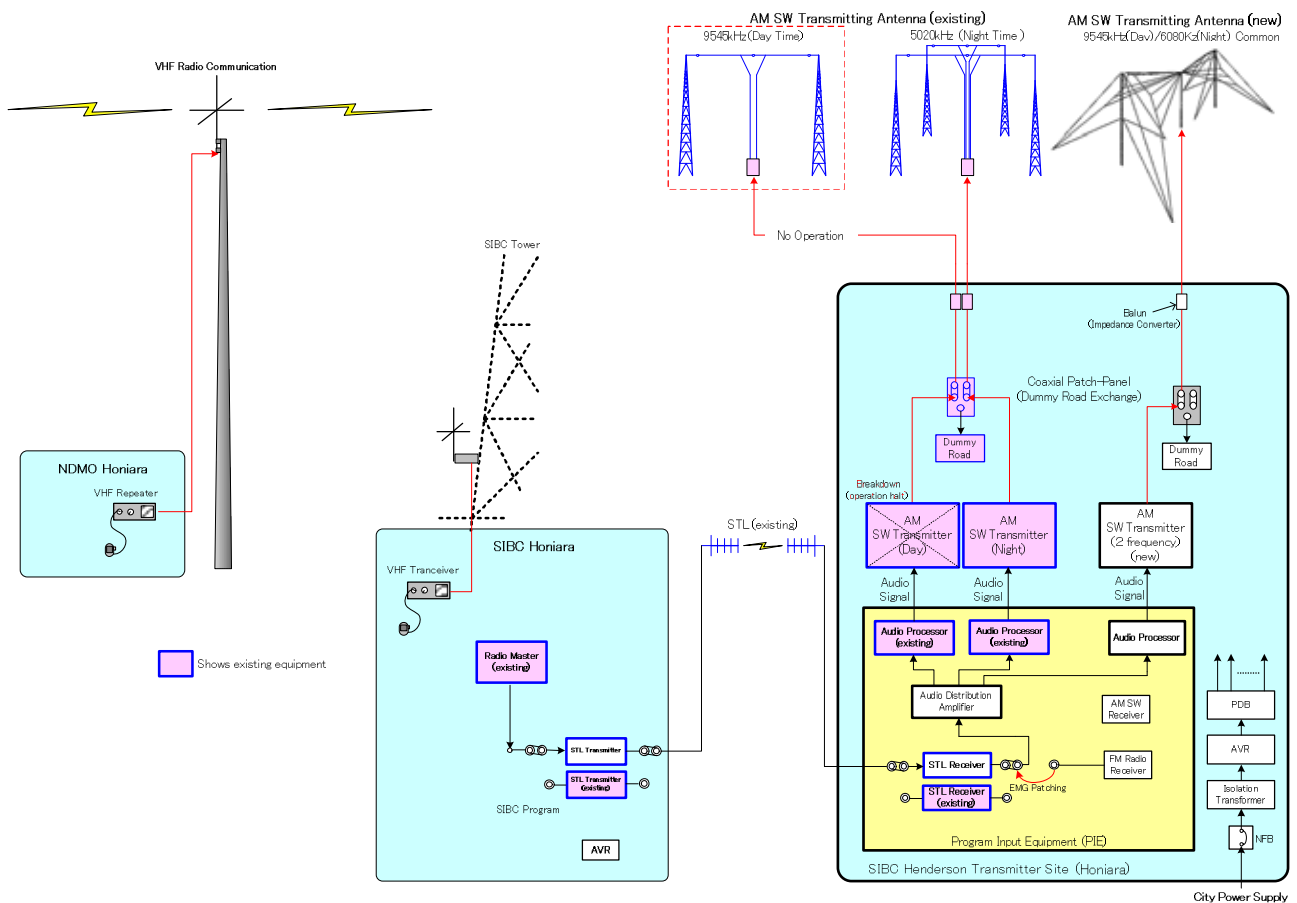 AM SW Transmitting Antenna (existing)
9545kHz(Day Time)
5020kHz (Night Time)
AM SW Transmitting Antenna (new)
9545kHz(Day)/6080Kz(Night) Common
VHF Radio Communication
No Operation
SIBC Tower
Balun
(Impedance Converter)
Coaxial Patch-Panel
(Dummy Road Exchange)
Dummy
Road
Dummy
Road
NDMO Honiara
VHF Repeater
Breakdown
(operation halt)
AM
SW Transmitter
(Day)
AM
SW Transmitter
(Night)
AM
SW Transmitter
(2 frequency)
(new)
STL (existing)
SIBC Honiara
VHF Tranceiver
Audio
Signal
Audio
Signal
Audio
Signal
Audio Processor
(existing)
Audio Processor
(existing)
Audio Processor
Radio Master
(existing)
Shows existing equipment
Audio Distribution
Amplifier
AM SW
Receiver
PDB
STL Transmitter
STL Receiver
FM Radio
Receiver
AVR
STL Transmitter
(existing)
EMG Patching
STL Receiver
(existing)
Isolation
Transformer
SIBC Program
AVR
Program Input Equipment (PIE)
NFB
SIBC Henderson Transmitter Site (Honiara)
City Power Supply